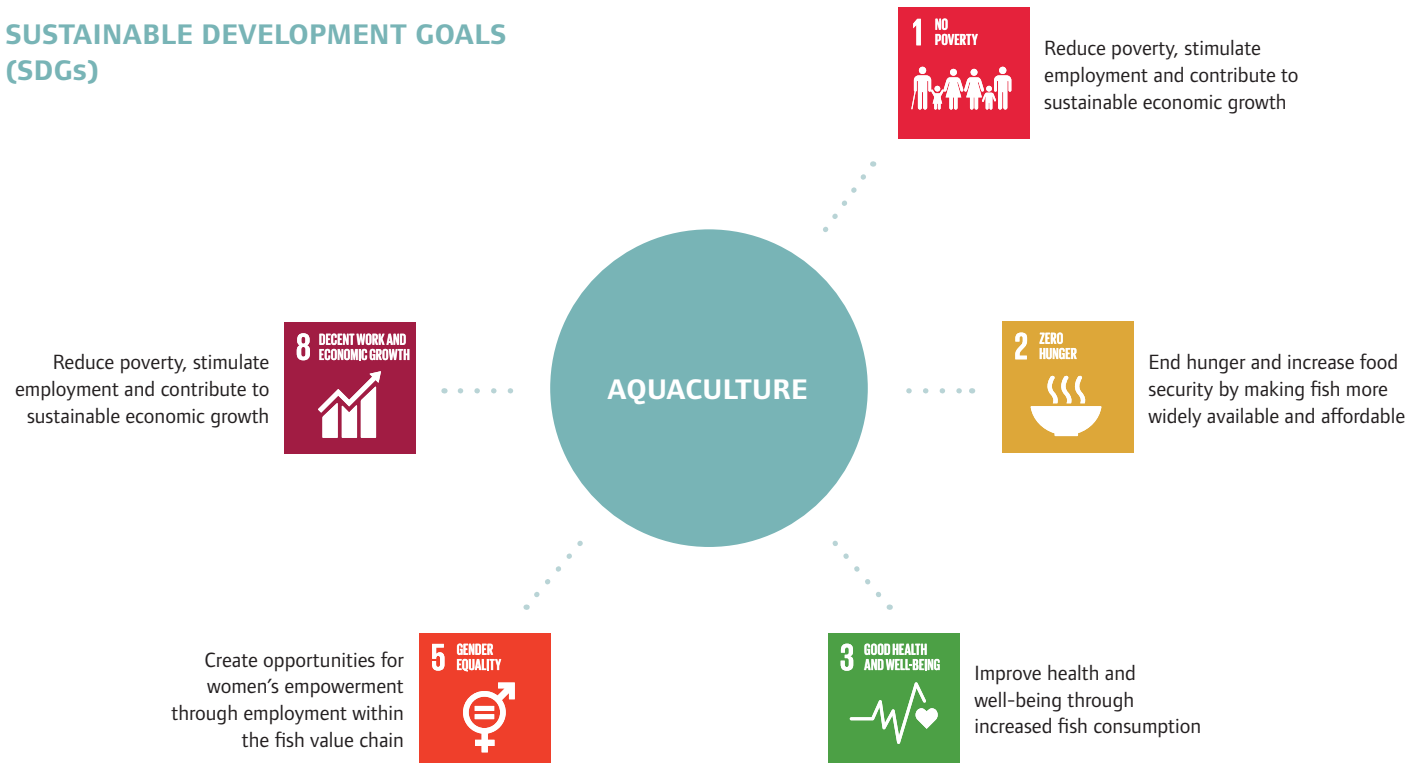 SUSTAINABLE DEVELOPMENT GOALS
(SDGs)
1 NO
POVERTY
Reduce poverty, stimulate
employment and contribute to
sustainable economic growth
8 DECENT WORK AND
ECONOMIC GROWTH
Reduce poverty, stimulate
employment and contribute to
sustainable economic growth
AQUACULTURE
2 ZERO
HUNGER
End hunger and increase food
security by making fish more
widely available and affordable
5 GENDER
EQUALITY
Create opportunities for
women’s empowerment
through employment within
the fish value chain
3 GOOD HEALTH
AND WELL-BEING
Improve health and
well-being through
increased fish consumption